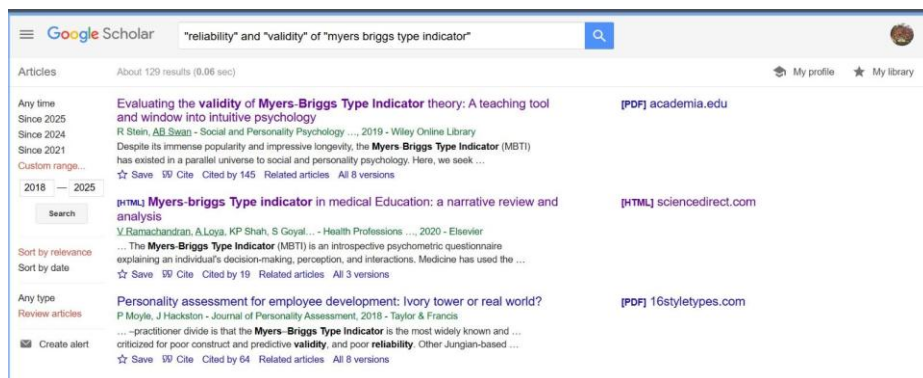 Google Scholar
"reliability" and "validity" of "myers briggs type indicator"
Articles
About 129 results (0.06 sec)
My profile
My library
Any time
Since 2025
Since 2024
Since 2021
Custom range...
2018 — 2025
Search
Sort by relevance
Sort by date
Any type
Review articles
Create alert
Evaluating the validity of Myers-Briggs Type Indicator theory: A teaching tool
and window into intuitive psychology
[PDF] academia.edu
R Stein, AB Swan - Social and Personality Psychology …, 2019 - Wiley Online Library
Despite its immense popularity and impressive longevity, the Myers-Briggs Type Indicator (MBTI)
has existed in a parallel universe to social and personality psychology. Here, we seek …
Save Cite Cited by 145 Related articles All 8 versions
[HTML] Myers-briggs Type indicator in medical Education: a narrative review and
analysis
[HTML] sciencedirect.com
V Ramachandran, A Loya, KP Shah, S Goyal… - Health Professions …, 2020 - Elsevier
… The Myers-Briggs Type Indicator (MBTI) is an introspective psychometric questionnaire
explaining an individual's decision-making, perception, and interactions. Medicine has used the …
Save Cite Cited by 19 Related articles All 3 versions
Personality assessment for employee development: Ivory tower or real world?
[PDF] 16styletypes.com
P Moyle, J Hackston - Journal of Personality Assessment, 2018 - Taylor & Francis
… –practitioner divide is that the Myers–Briggs Type Indicator is the most widely known and …
criticized for poor construct and predictive validity, and poor reliability. Other Jungian-based …
Save Cite Cited by 64 Related articles All 8 versions